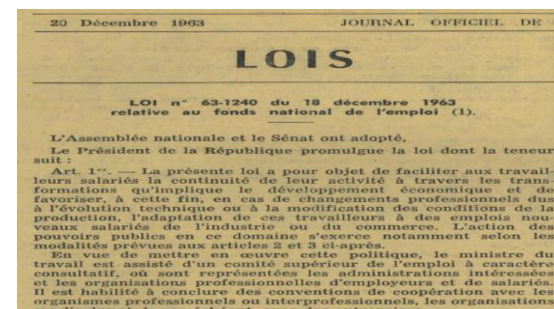 20 Décembre 1963 JOURNAL OFFICIEL DE
LOIS
LOI n° 63-1240 du 18 décembre 1963
relative au fonds national de l'emploi (1).
L'Assemblée nationale et le Sénat ont adopté,
Le Président de la République promulgue la loi dont la teneur
suit :
Art. 1er. — La présente loi a pour objet de faciliter aux travail-
leurs salariés la continuité de leur activité à travers les trans-
formations qu'implique le développement économique et de
favoriser, à cette fin, en cas de changements professionnels dus
à l'évolution technique ou à la modification des conditions de la
production, l'adaptation de ces travailleurs à des emplois nou-
veaux salariés de l'industrie ou du commerce. L'action des
pouvoirs publics en ce domaine s'exerce notamment selon les
modalités prévues aux articles 2 et 3 ci-après.
En vue de mettre en œuvre cette politique, le ministre du
travail est assisté d'un comité supérieur de l'emploi à caractère
consultatif, où sont représentées les administrations intéressées
et les organisations professionnelles d'employeurs et de salariés.
Il est habilité à conclure des conventions de coopération avec les
organismes professionnels ou interprofessionnels, les organisations